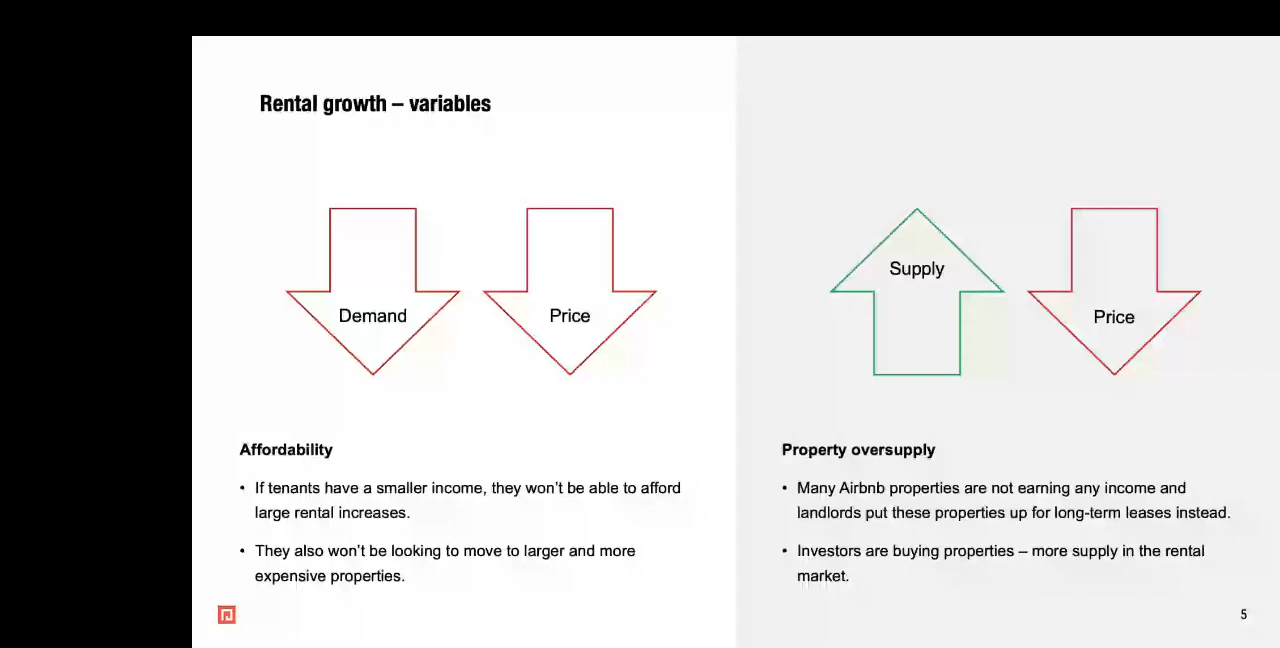 Rental growth – variables
Demand
Price
Affordability
• If tenants have a smaller income, they won’t be able to afford
large rental increases.
• They also won’t be looking to move to larger and more
expensive properties.
Supply
Price
Property oversupply
• Many Airbnb properties are not earning any income and
landlords put these properties up for long-term leases instead.
• Investors are buying properties – more supply in the rental
market.
5